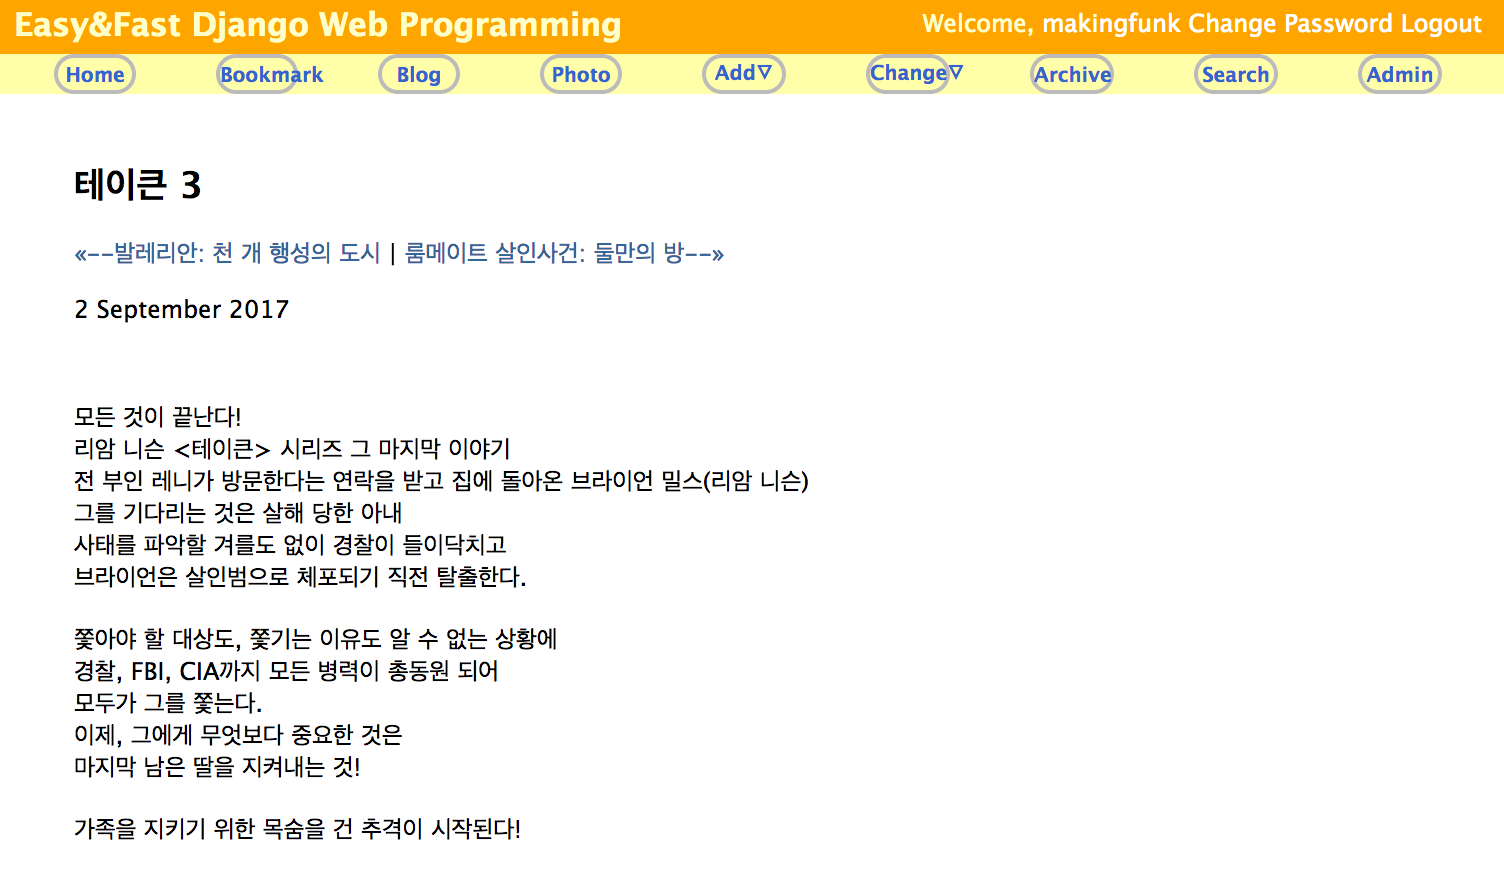 Easy&Fast Django Web Programming
Welcome, makingfunk Change Password Logout
Home Bookmark Blog Photo Add▽ Change▽ Archive Search Admin
테이큰 3
«--발레리안: 천 개 행성의 도시 | 룸메이트 살인사건: 둘만의 방--»
2 September 2017
모든 것이 끝난다!
리암 니슨 <테이큰> 시리즈 그 마지막 이야기
전 부인 레니가 방문한다는 연락을 받고 집에 돌아온 브라이언 밀스(리암 니슨)
그를 기다리는 것은 살해 당한 아내
사태를 파악할 겨를도 없이 경찰이 들이닥치고
브라이언은 살인범으로 체포되기 직전 탈출한다.
쫓아야 할 대상도, 쫓기는 이유도 알 수 없는 상황에
경찰, FBI, CIA까지 모든 병력이 총동원 되어
모두가 그를 쫓는다.
이제, 그에게 무엇보다 중요한 것은
마지막 남은 딸을 지켜내는 것!
가족을 지키기 위한 목숨을 건 추격이 시작된다!